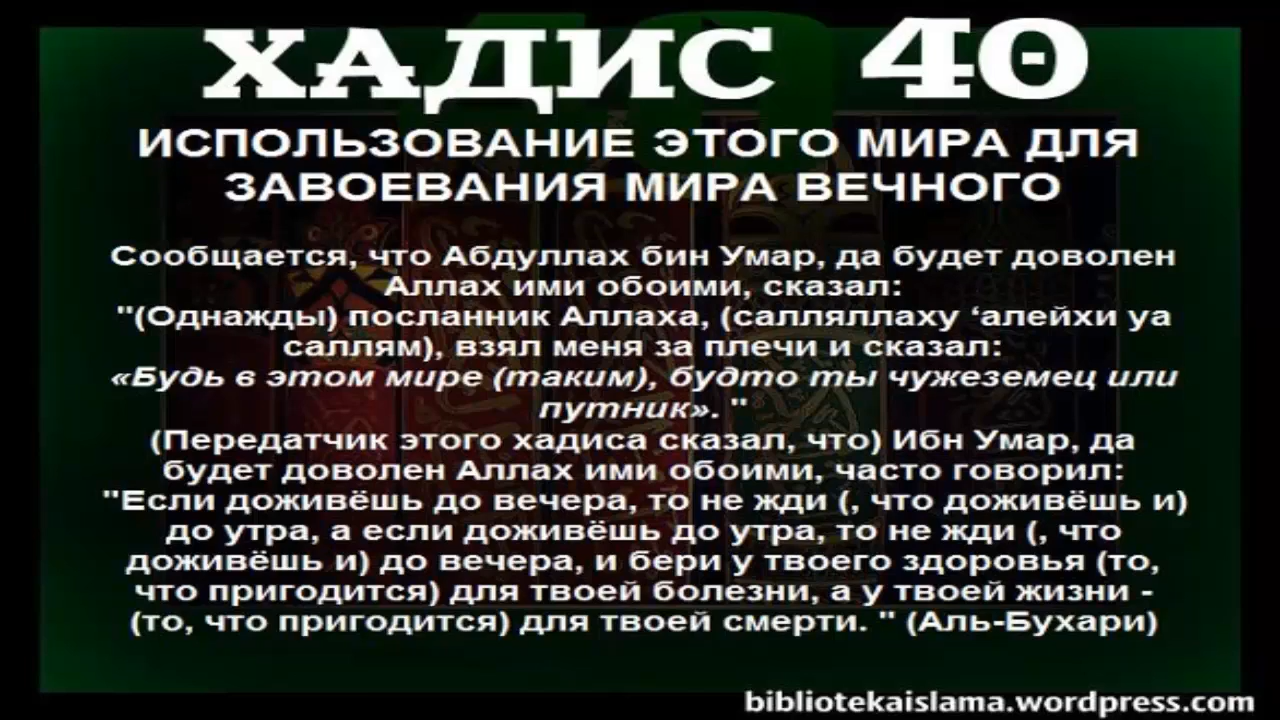 ХАДИС 40
ИСПОЛЬЗОВАНИЕ ЭТОГО МИРА ДЛЯ
ЗАВОЕВАНИЯ МИРА ВЕЧНОГО
Сообщается, что Абдуллах бин Умар, да будет доволен
Аллах ими обоими, сказал:
"(Однажды) посланник Аллаха, (салляллаху ‘алейхи уа
саллям), взял меня за плечи и сказал:
«Будь в этом мире (таким), будто ты чужеземец или
путник». "
(Передатчик этого хадиса сказал, что) Ибн Умар, да
будет доволен Аллах ими обоими, часто говорил:
"Если доживёшь до вечера, то не жди (, что доживёшь и)
до утра, а если доживёшь до утра, то не жди (, что
доживёшь и) до вечера, и бери у твоего здоровья (то,
что пригодится) для твоей болезни, а у твоей жизни -
(то, что пригодится) для твоей смерти. " (Аль-Бухари)
bibliotekaislama.wordpress.com